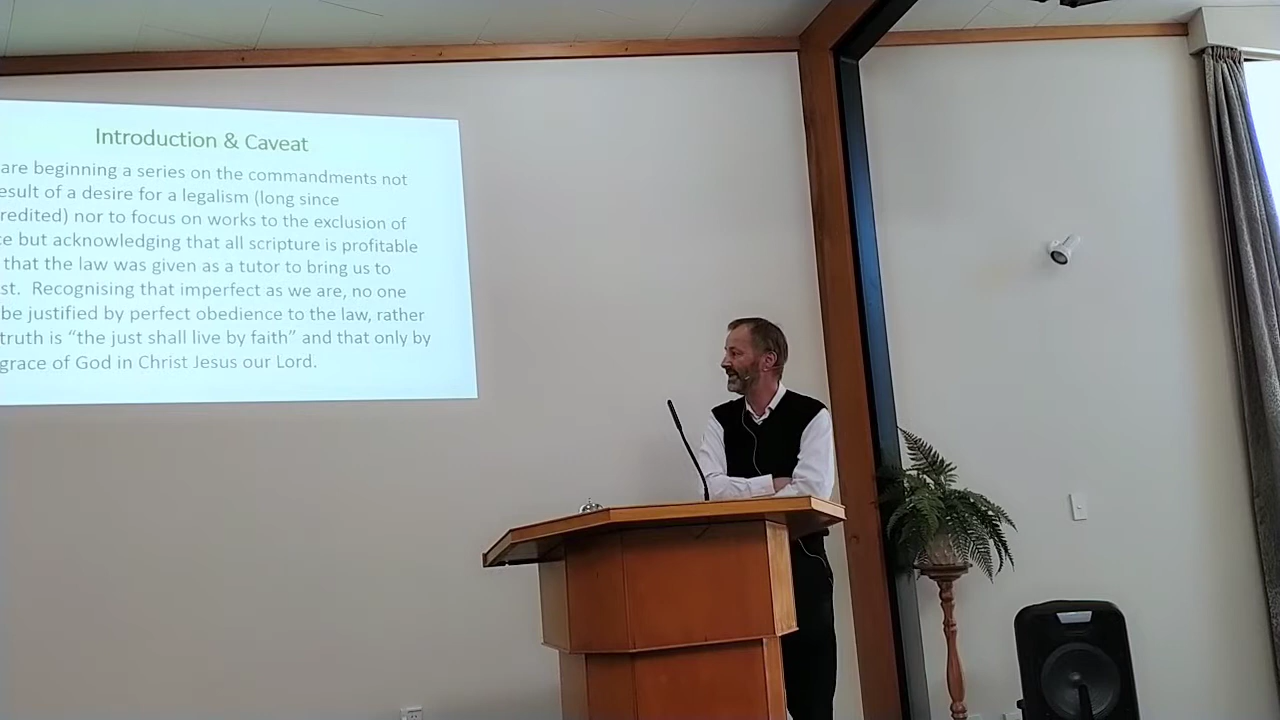 Introduction & Caveat
are beginning a series on the commandments not
esult of a desire for a legalism (long since
redited) nor to focus on works to the exclusion of
ce but acknowledging that all scripture is profitable
that the law was given as a tutor to bring us to
st. Recognising that imperfect as we are, no one
be justified by perfect obedience to the law, rather
truth is “the just shall live by faith” and that only by
grace of God in Christ Jesus our Lord.